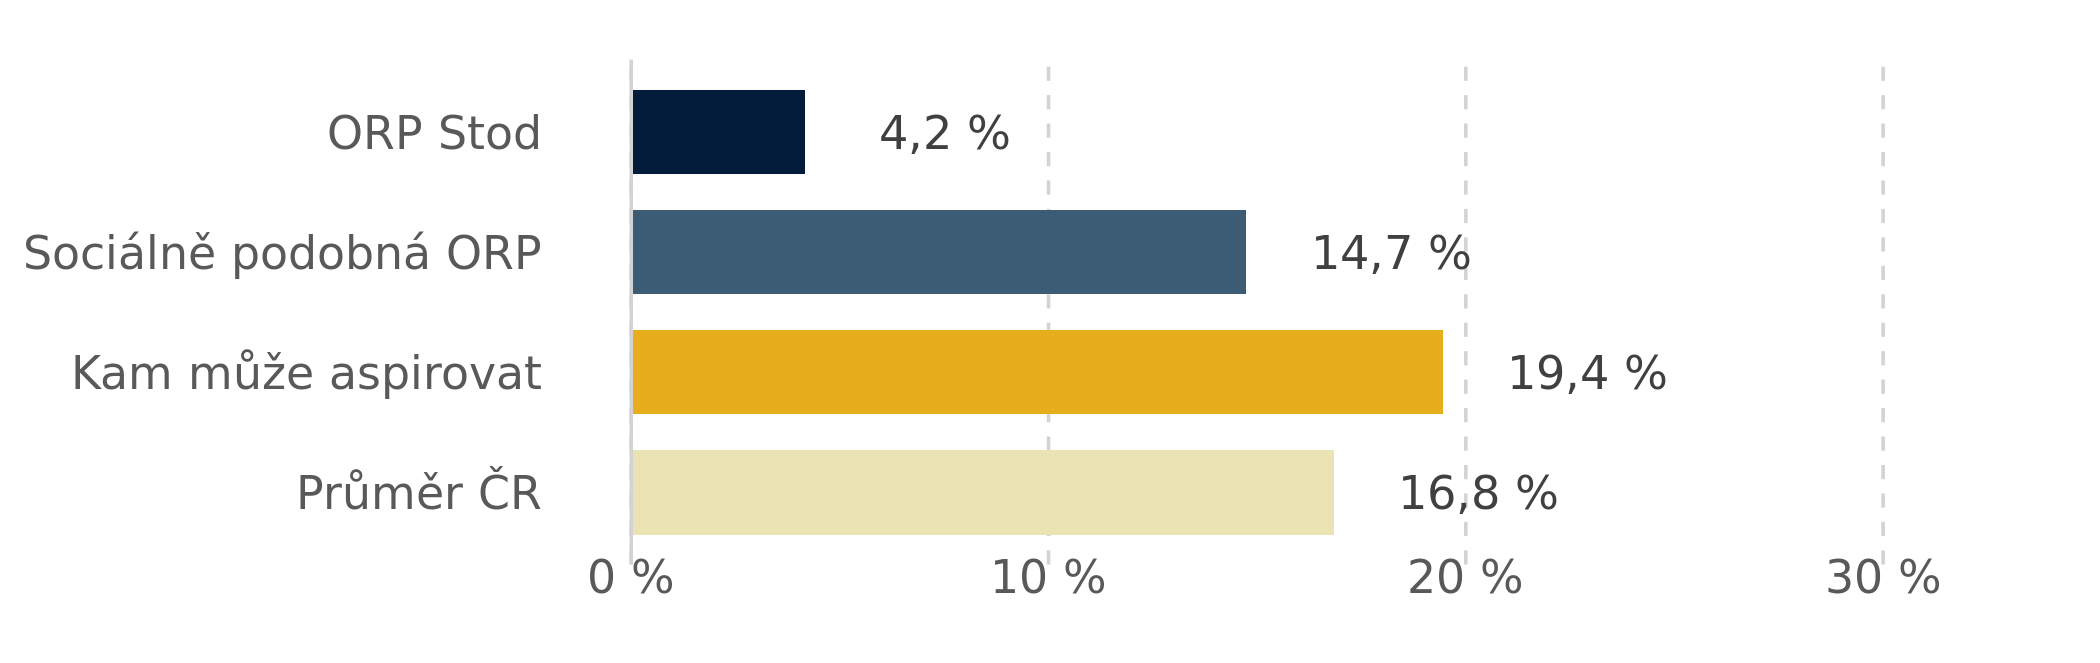 ORP Stod
4,2 %
Sociálně podobná ORP
14,7 %
Kam může aspirovat
19,4 %
Průměr ČR
16,8 %
0 %
10 %
20 %
30 %